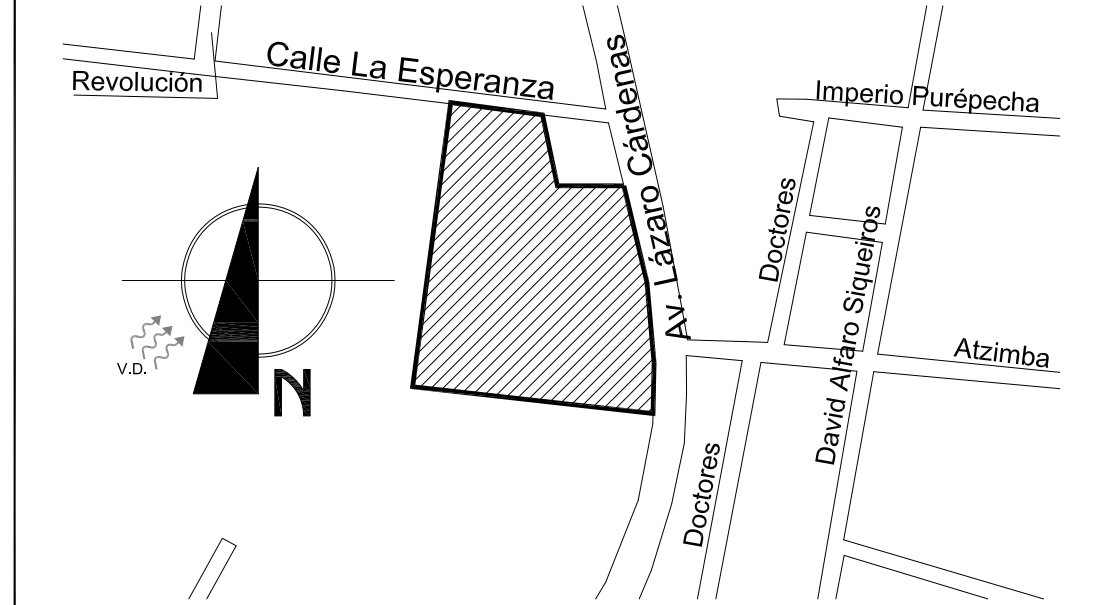 Calle La Esperanza
Revolución
Av. Lázaro Cárdenas
Imperio Purépecha
Doctores
David Alfaro Siqueiros
Atzimba
V.D.
N
Doctores